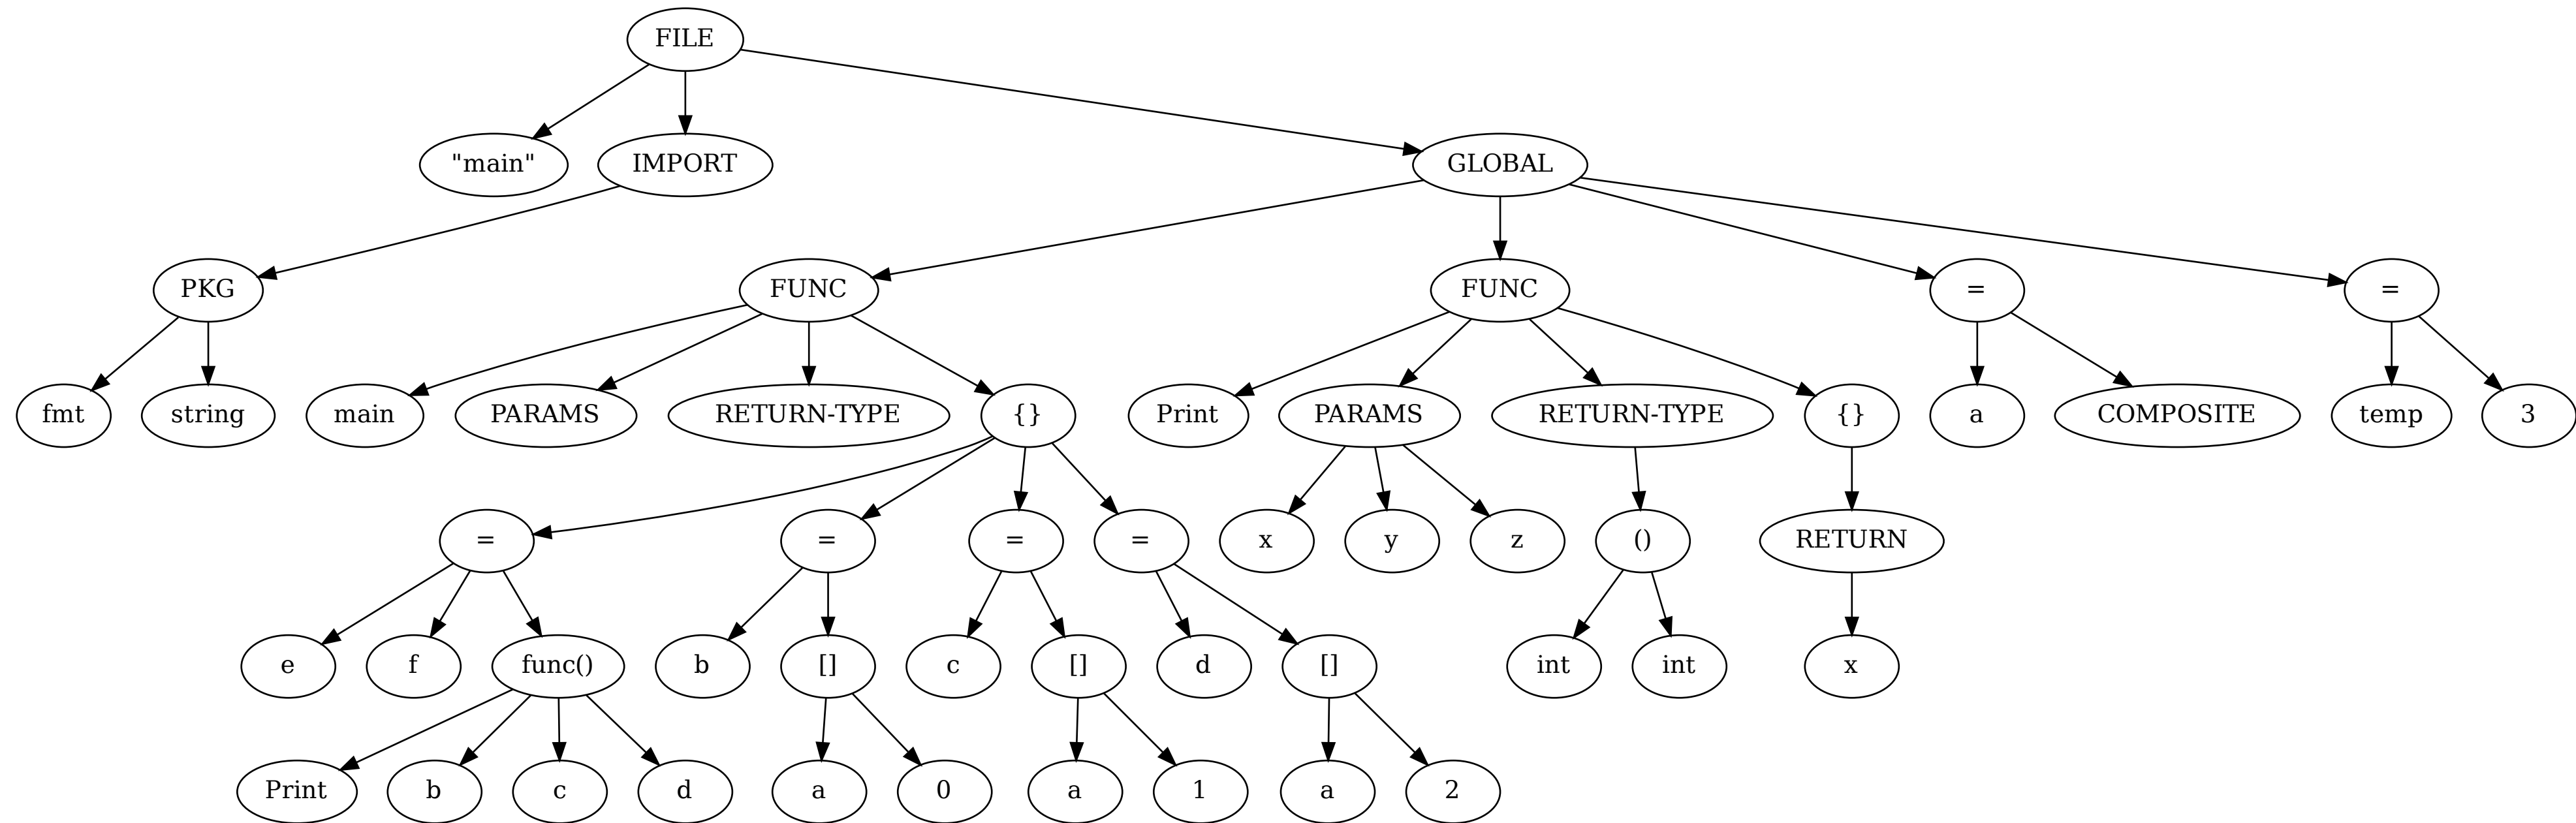 FILE
"main" IMPORT GLOBAL
PKG FUNC FUNC = =
fmt string main PARAMS RETURN-TYPE {} Print PARAMS RETURN-TYPE {} a COMPOSITE temp 3
= = = = x y z () RETURN
e f func() b [] c [] d [] int int x
Print b c d a 0 a 1 a 2